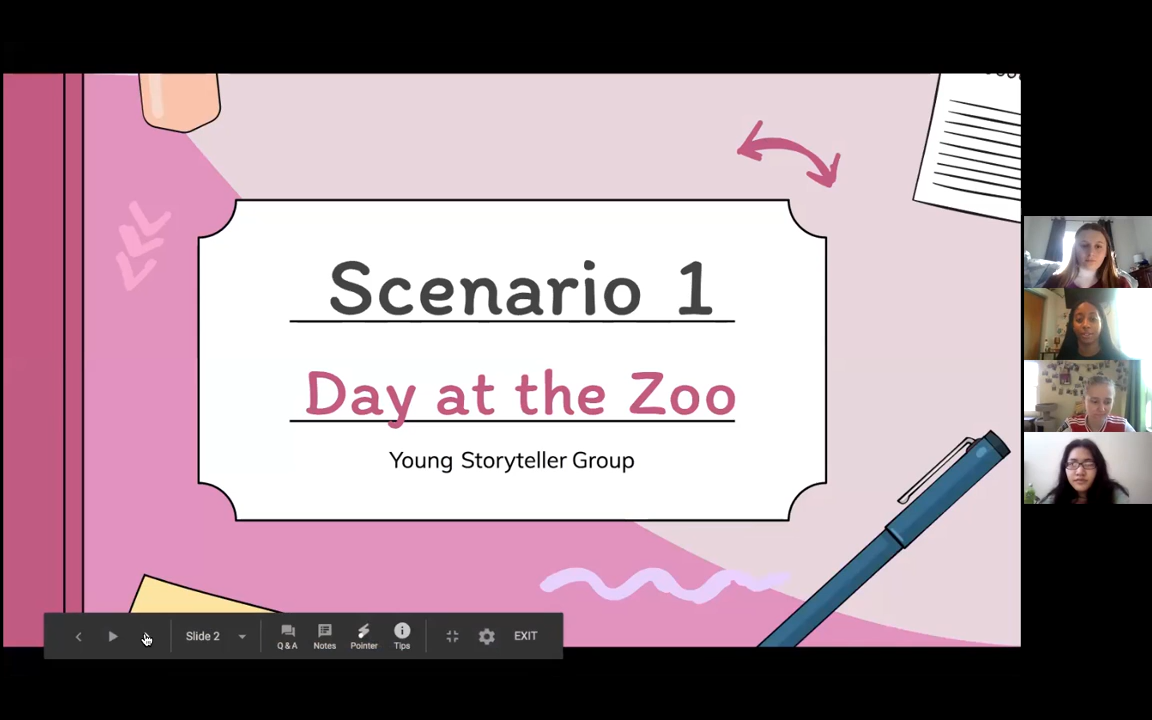 Scenario 1
Day at the Zoo
Young Storyteller Group
Slide 2
Q & A
Notes
Pointer
Tips
EXIT